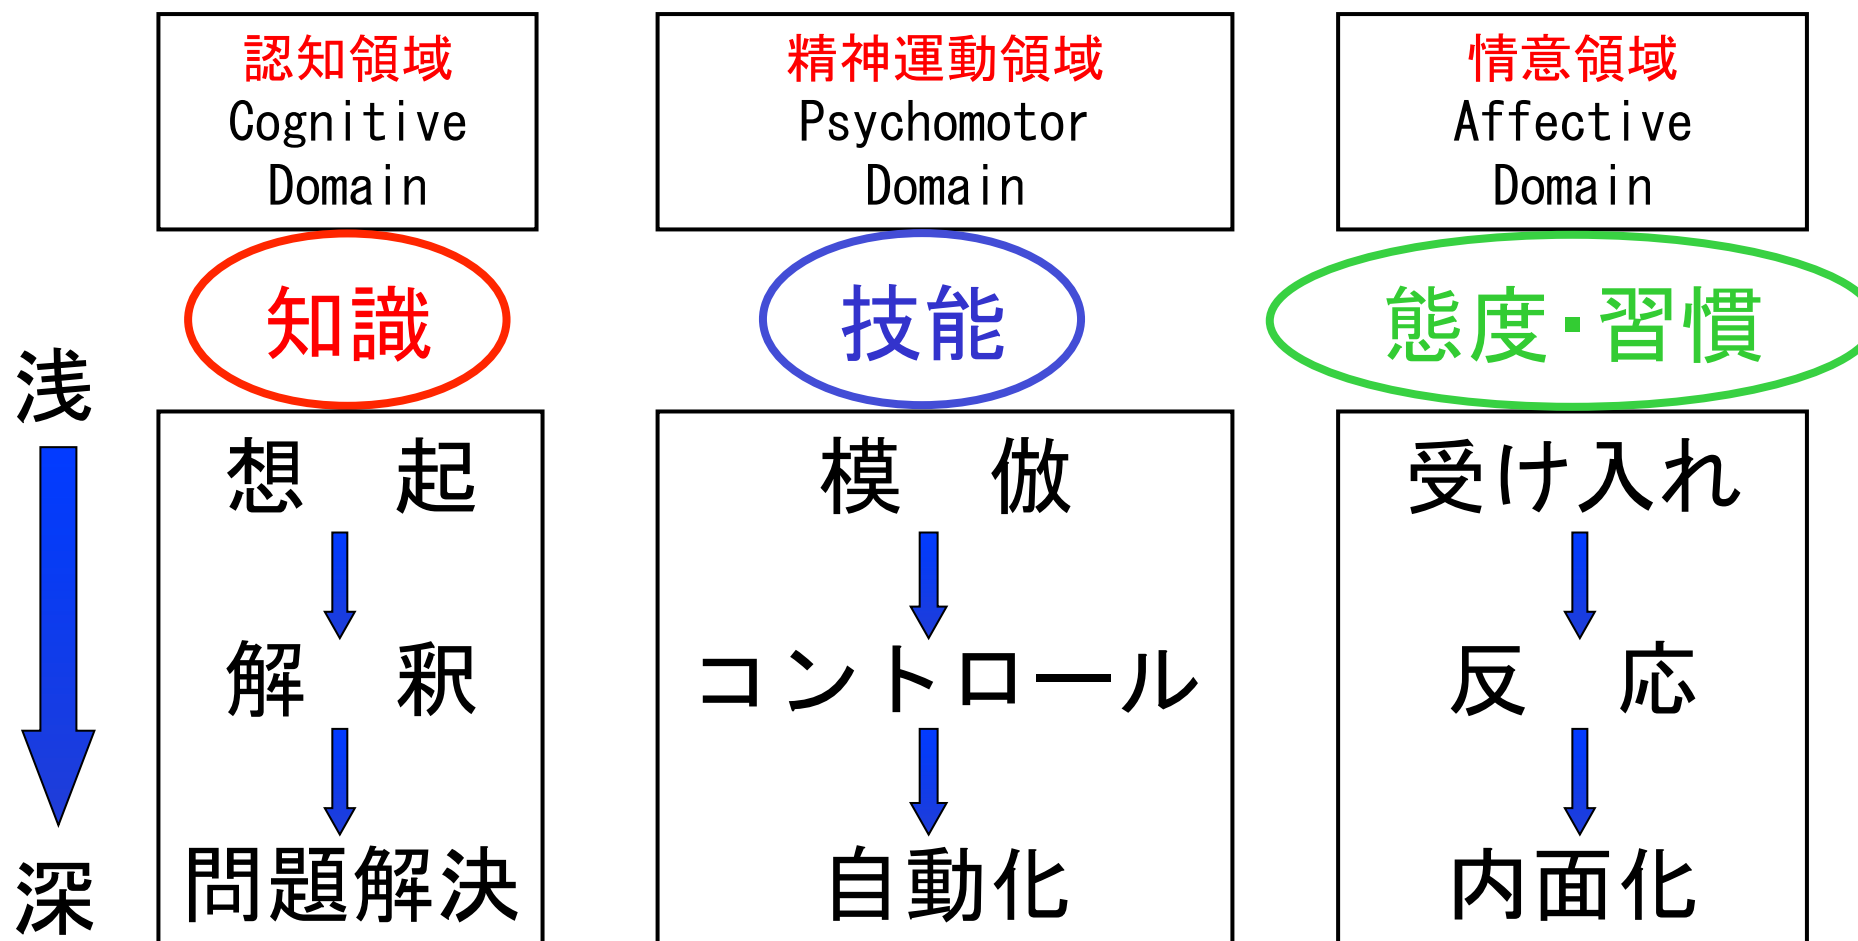 認知領域
Cognitive
Domain
精神運動領域
Psychomotor
Domain
情意領域
Affective
Domain
知識
技能
態度･習慣
浅
想　起
模　倣
受け入れ
解　釈
コントロール
反　応
深
問題解決
自動化
内面化